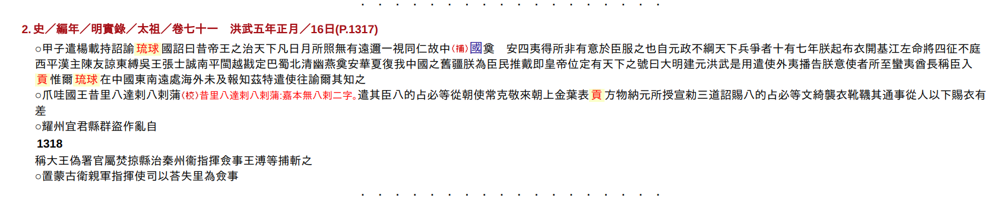 2. 史／編年／明實錄／太祖／卷七十一　洪武五年正月／16日(P.1317)
○甲子遣楊載持詔諭琉球國詔曰昔帝王之治天下凡日月所照無有遠邇一視同仁故中(補)國奠　安四夷得所非有意於臣服之也自元政不綱天下兵爭者十有七年朕起布衣開基江左命將四征不庭
西平漢主陳友諒東縛吳王張士誠南平閩越戡定巴蜀北清幽燕奠安華夏復我中國之舊疆朕為臣民推戴即皇帝位定有天下之號曰大明建元洪武是用遣使外夷播告朕意使者所至蠻夷酋長稱臣入
貢惟爾琉球在中國東南遠處海外未及報知茲特遣使往諭爾其知之
○爪哇國王昔里八達剌八剌蒲(校)昔里八達剌八剌蒲:嘉本無八剌二字。遣其臣八的占必等從朝使常克敬來朝上金葉表貢方物納元所授宣勑三道詔賜八的占必等文綺襲衣靴韈其通事從人以下賜衣有
差
○耀州宜君縣群盜作亂自
1318
稱大王偽署官屬焚掠縣治秦州衞指揮僉事王溥等捕斬之
○置蒙古衛親軍指揮使司以荅失里為僉事